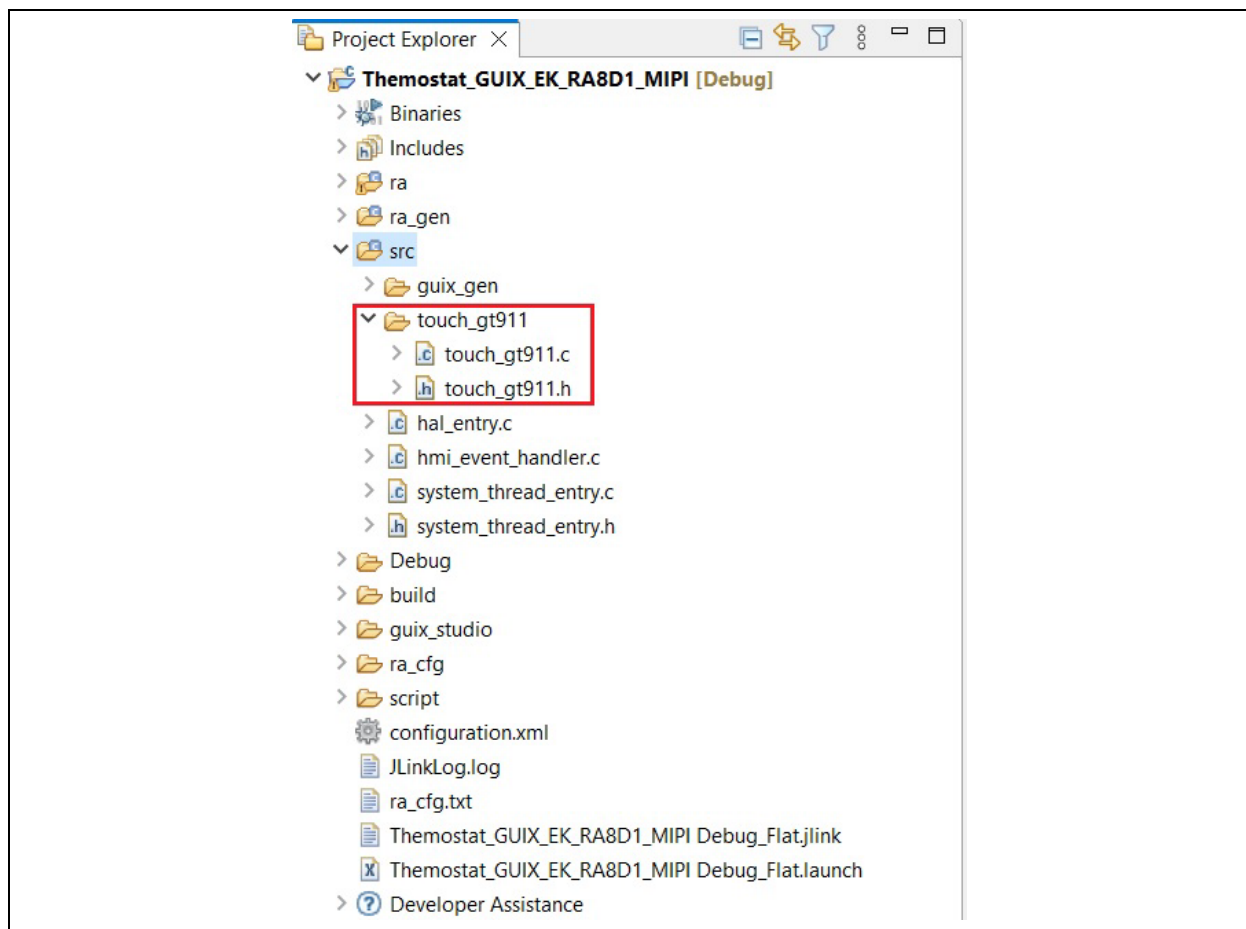 Project Explorer
Themostat_GUIX_EK_RA8D1_MIPI [Debug]
Binaries
Includes
ra
ra_gen
src
guix_gen
touch_gt911
touch_gt911.c
touch_gt911.h
hal_entry.c
hmi_event_handler.c
system_thread_entry.c
system_thread_entry.h
Debug
build
guix_studio
ra_cfg
script
configuration.xml
JLinkLog.log
ra_cfg.txt
Themostat_GUIX_EK_RA8D1_MIPI Debug_Flat.jlink
Themostat_GUIX_EK_RA8D1_MIPI Debug_Flat.launch
Developer Assistance